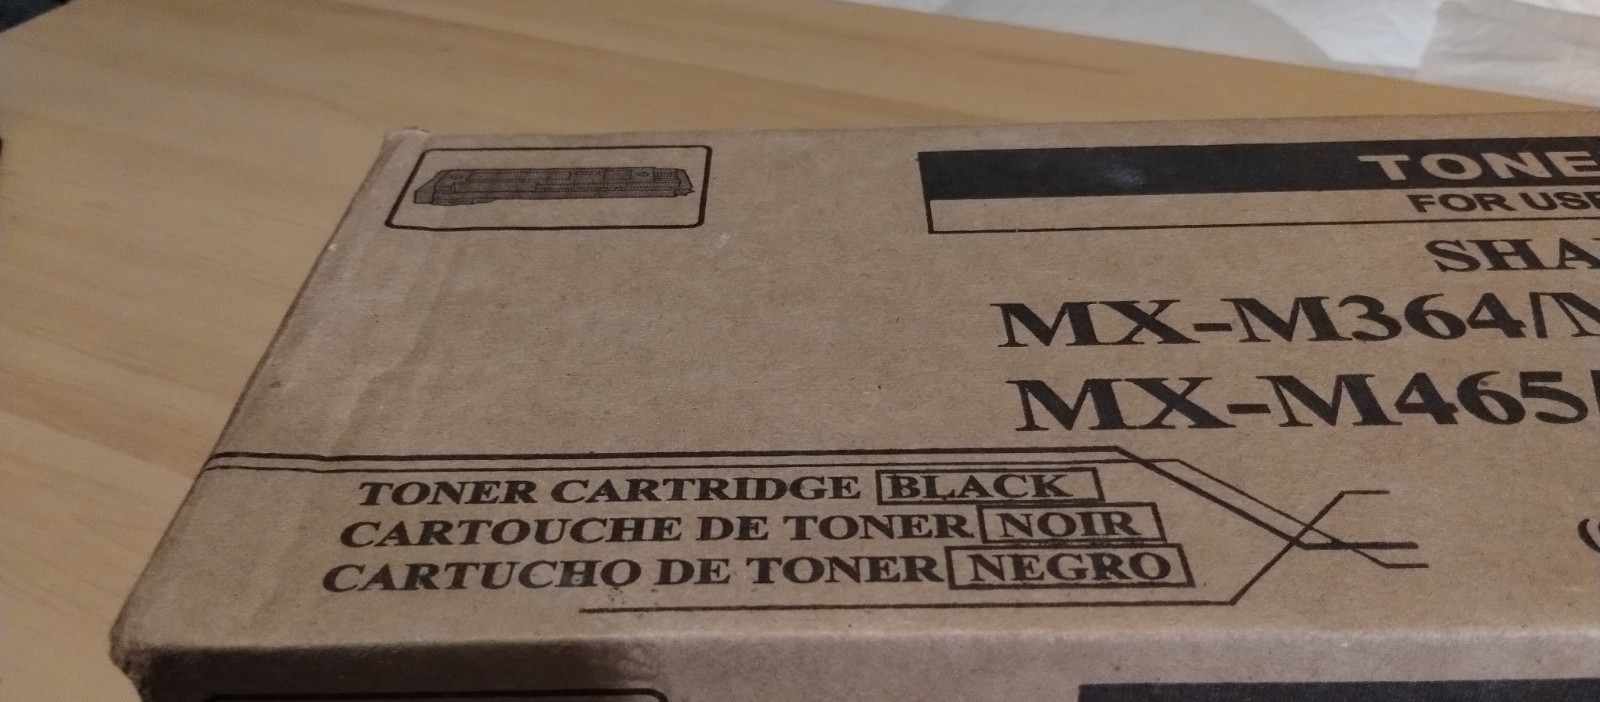 TONE
FOR USE
SHA
MX-M364/
MX-M465/
TONER CARTRIDGE BLACK
CARTOUCHE DE TONER NOIR
CARTUCHO DE TONER NEGRO